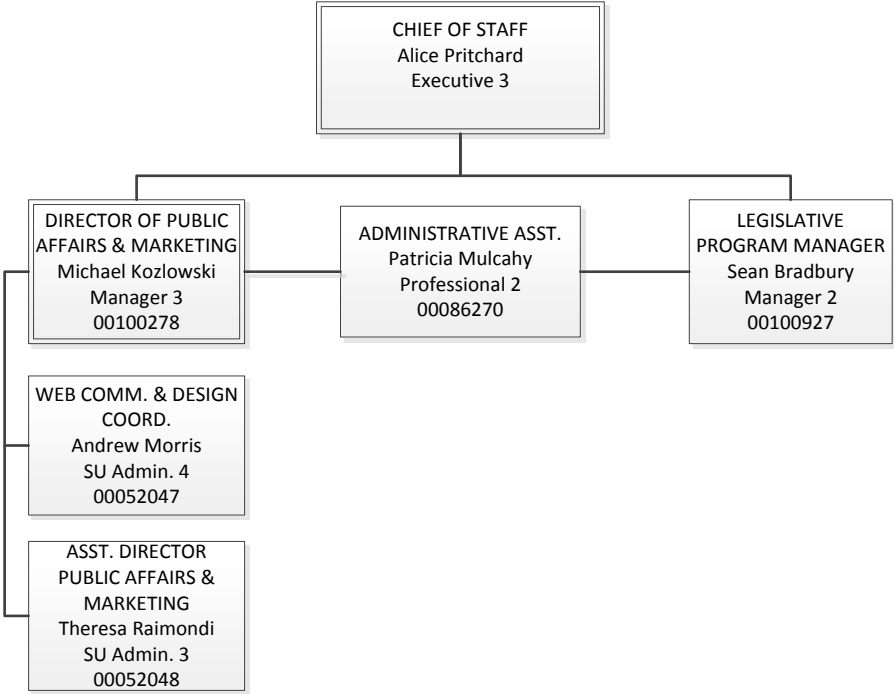 CHIEF OF STAFF
Alice Pritchard
Executive 3
DIRECTOR OF PUBLIC
AFFAIRS & MARKETING
Michael Kozlowski
Manager 3
00100278
ADMINISTRATIVE ASST.
Patricia Mulcahy
Professional 2
00086270
LEGISLATIVE
PROGRAM MANAGER
Sean Bradbury
Manager 2
00100927
WEB COMM. & DESIGN
COORD.
Andrew Morris
SU Admin. 4
00052047
ASST. DIRECTOR
PUBLIC AFFAIRS &
MARKETING
Theresa Raimondi
SU Admin. 3
00052048